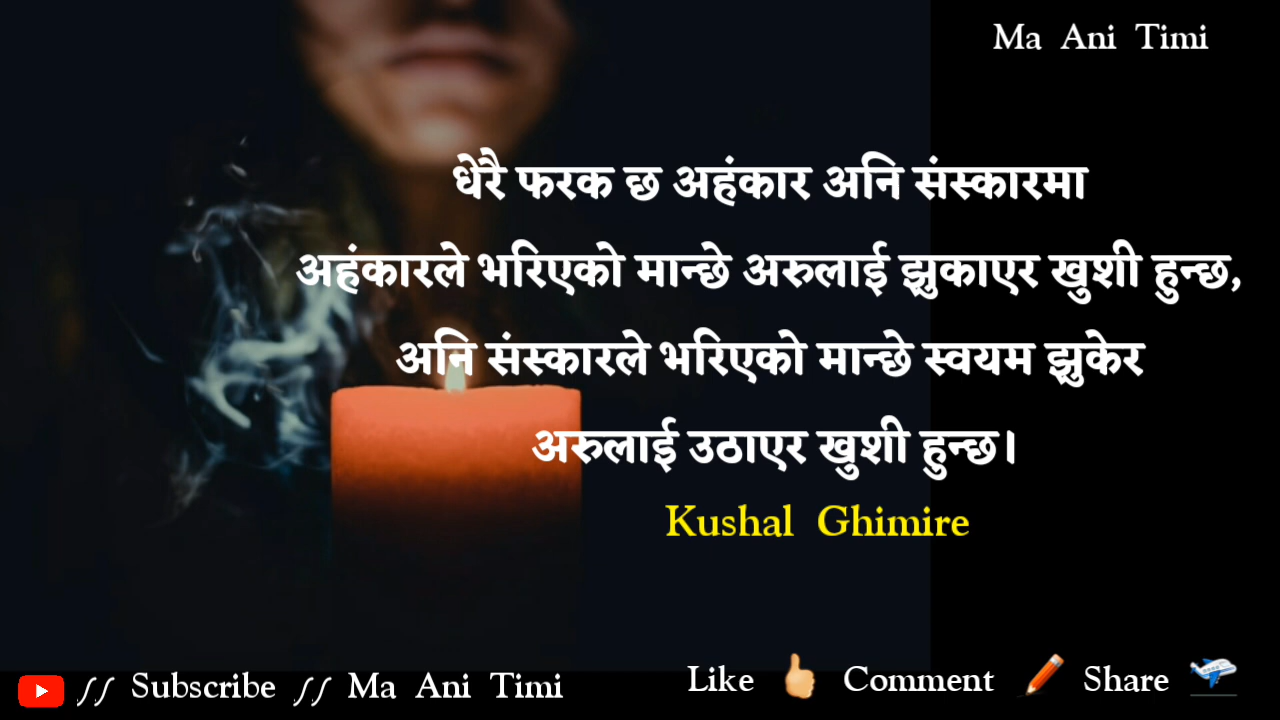 Ma Ani Timi
धेरै फरक छ अहंकार अनि संस्कारमा
अहंकारले भरिएको मान्छे अरुलाई झुकाएर खुशी हुन्छ,
अनि संस्कारले भरिएको मान्छे स्वयम झुकेर
अरुलाई उठाएर खुशी हुन्छ।
Kushal Ghimire
// Subscribe // Ma Ani Timi
Like 👍 Comment ✏️ Share 🛫